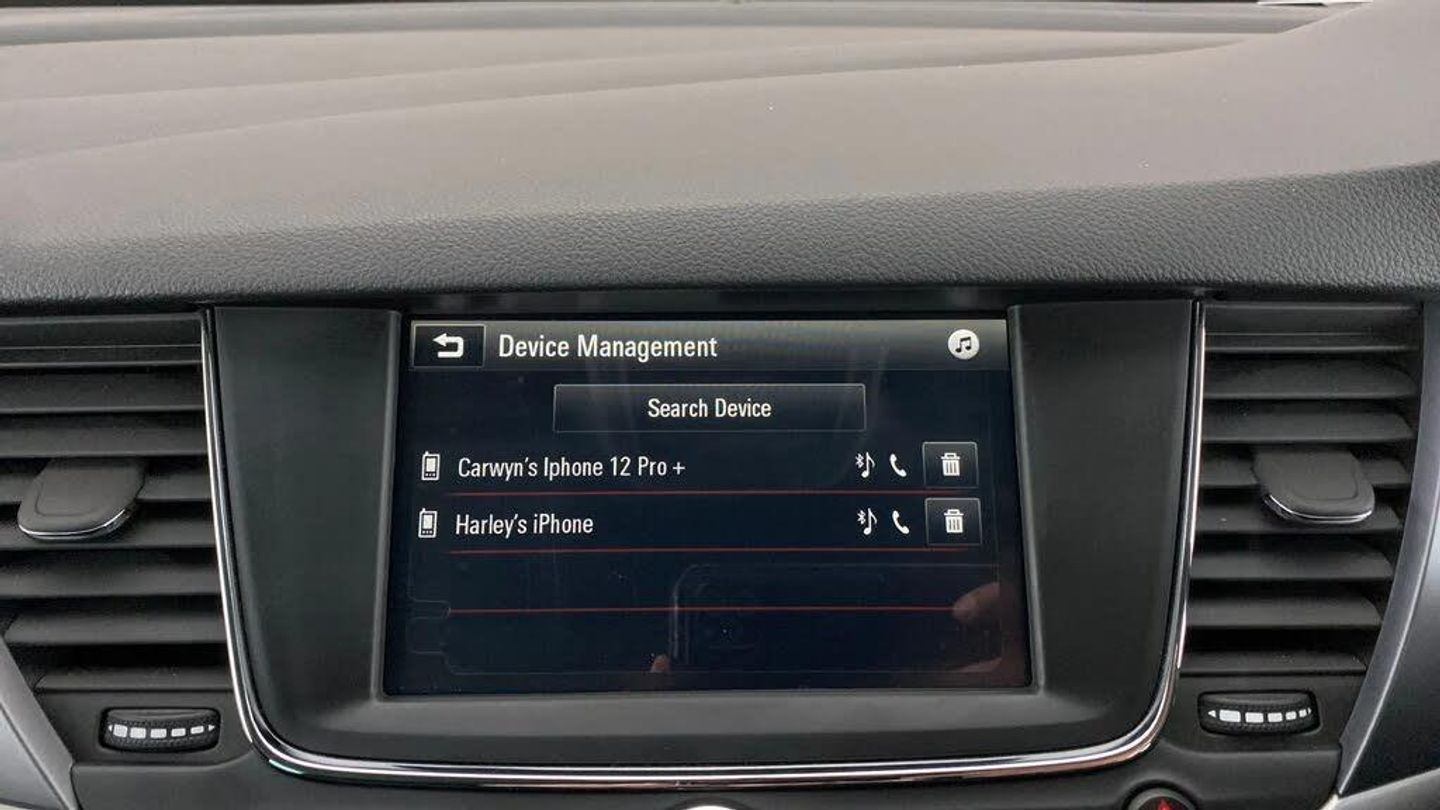 Device Management
Search Device
Carwyn's Iphone 12 Pro +
Harley's iPhone